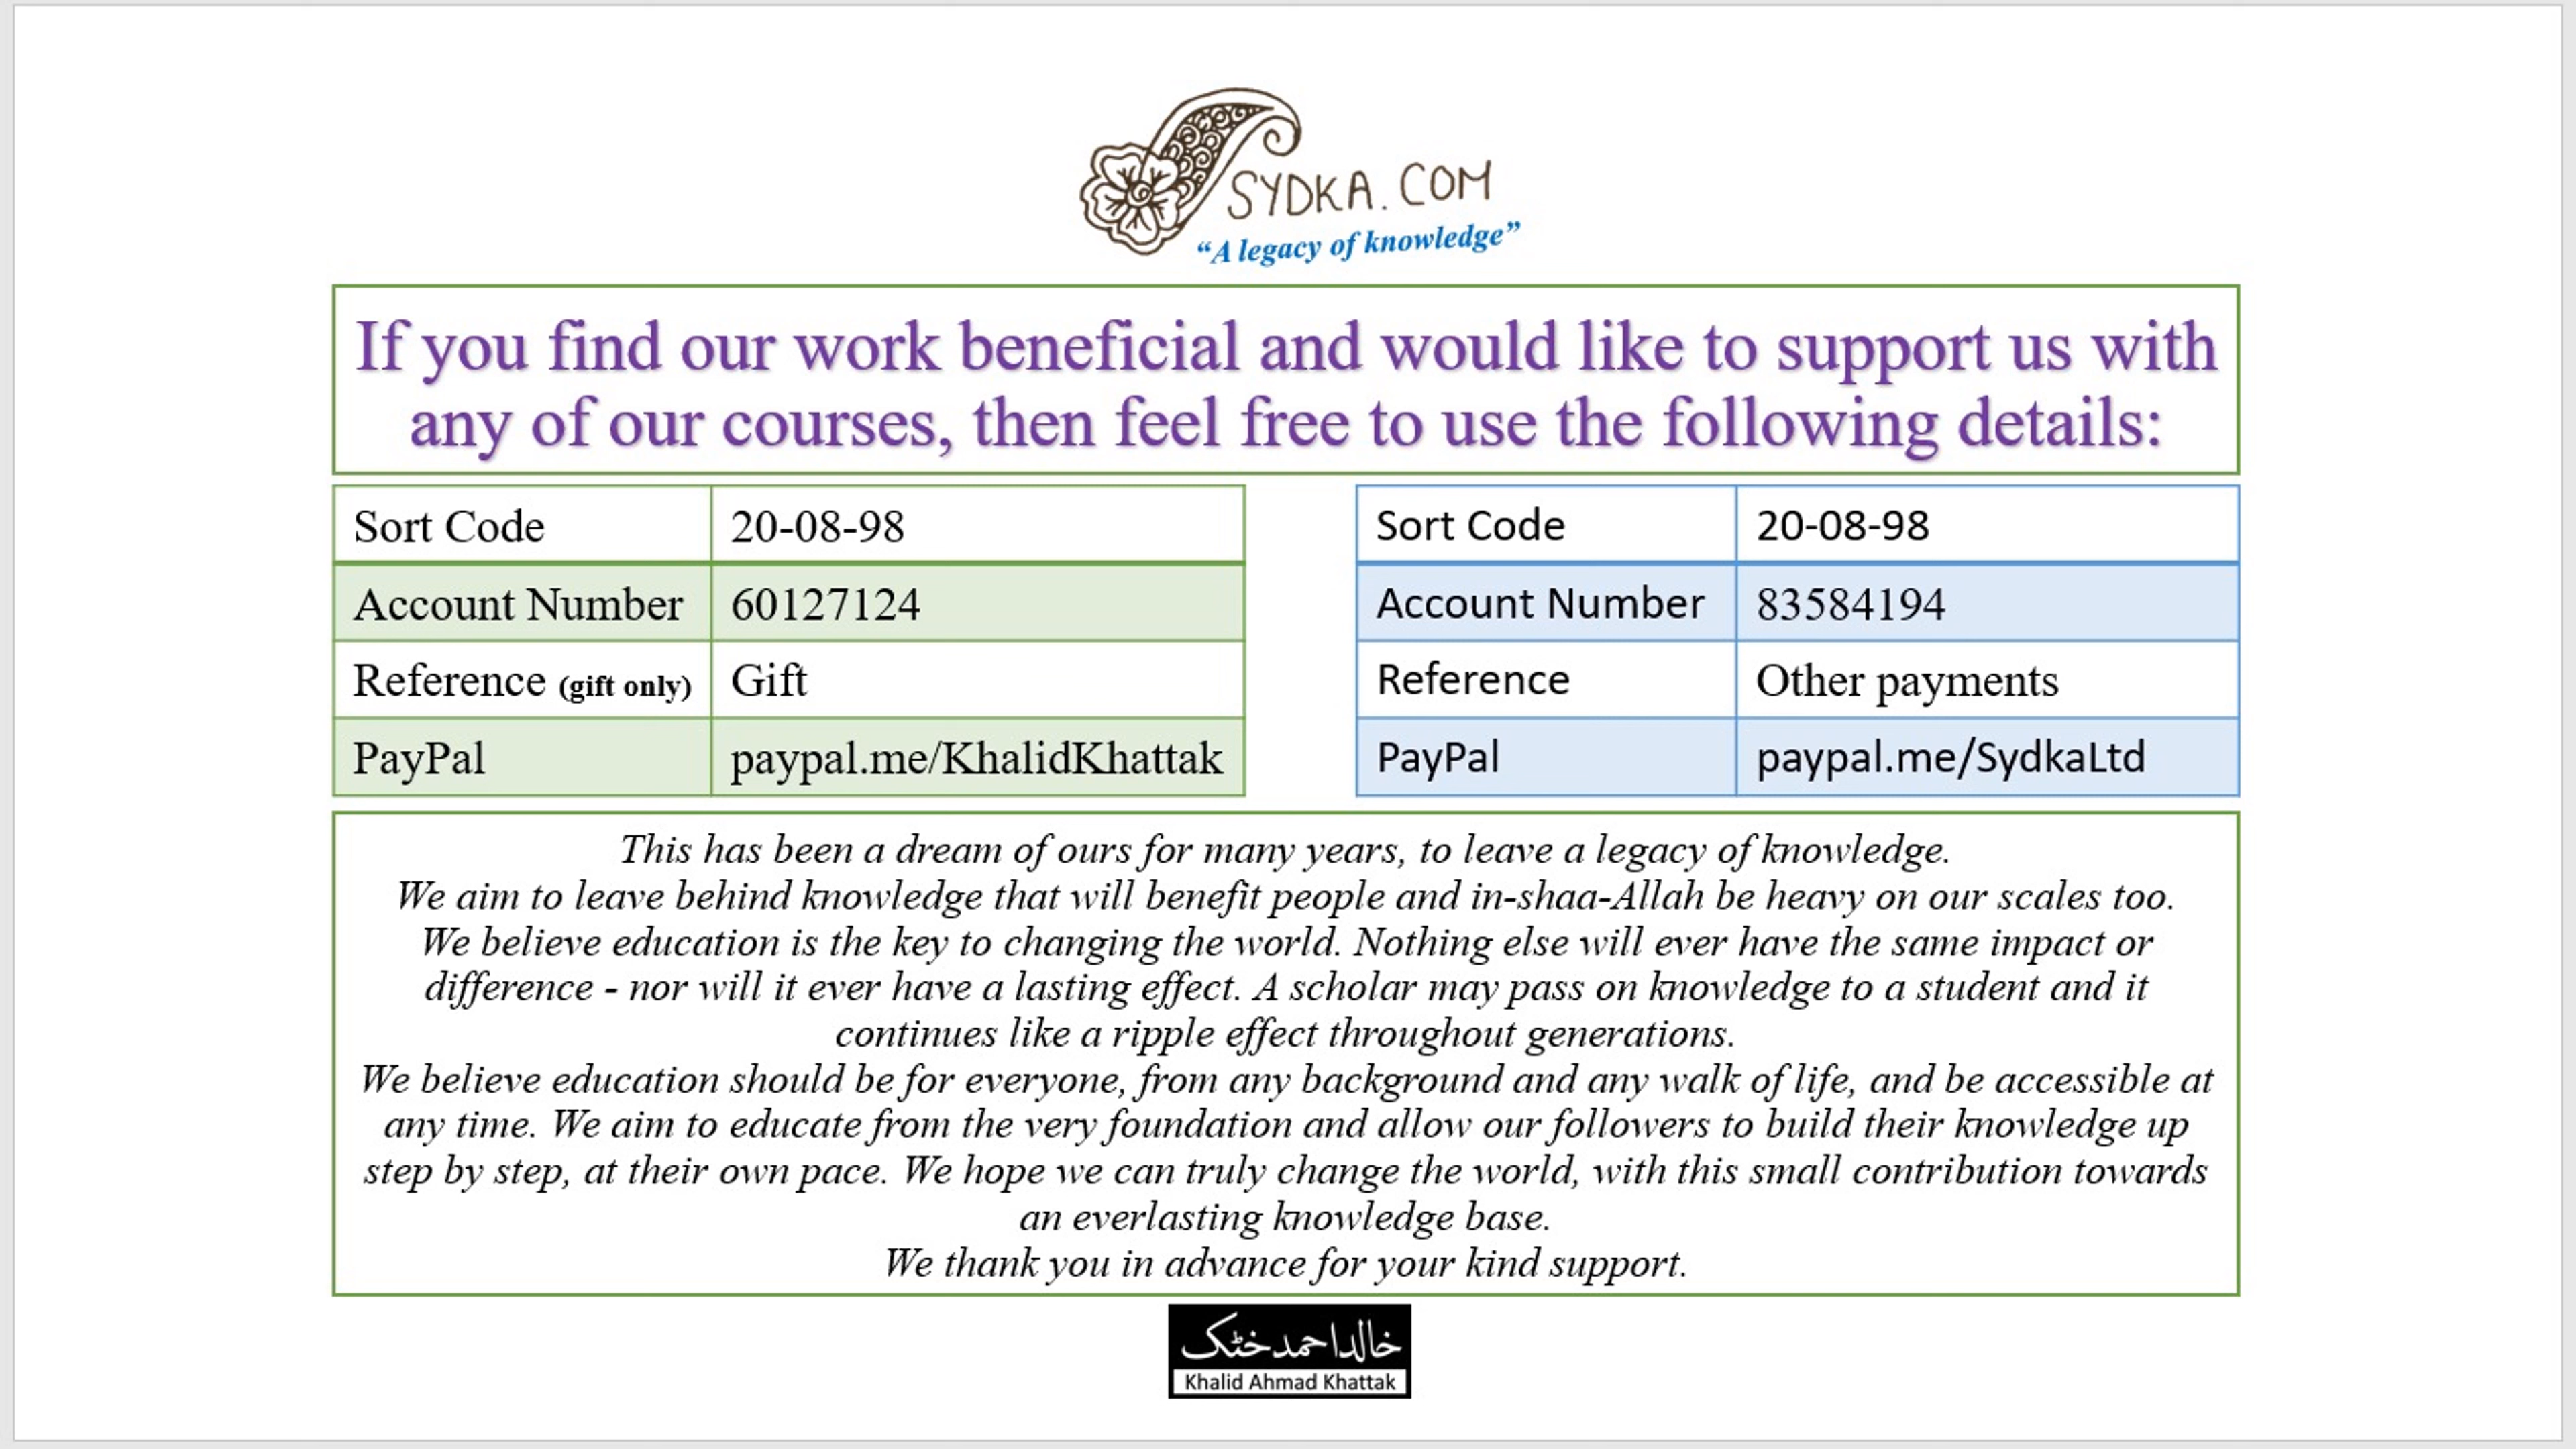 SYDKA.COM
“A legacy of knowledge”
If you find our work beneficial and would like to support us with
any of our courses, then feel free to use the following details:
Sort Code 20-08-98
Account Number 60127124
Reference (gift only) Gift
PayPal paypal.me/KhalidKhattak
Sort Code 20-08-98
Account Number 83584194
Reference Other payments
PayPal paypal.me/SydkaLtd
This has been a dream of ours for many years, to leave a legacy of knowledge.
We aim to leave behind knowledge that will benefit people and in-shaa-Allah be heavy on our scales too.
We believe education is the key to changing the world. Nothing else will ever have the same impact or
difference - nor will it ever have a lasting effect. A scholar may pass on knowledge to a student and it
continues like a ripple effect throughout generations.
We believe education should be for everyone, from any background and any walk of life, and be accessible at
any time. We aim to educate from the very foundation and allow our followers to build their knowledge up
step by step, at their own pace. We hope we can truly change the world, with this small contribution towards
an everlasting knowledge base.
We thank you in advance for your kind support.
خالد احمد خٹک
Khalid Ahmad Khattak